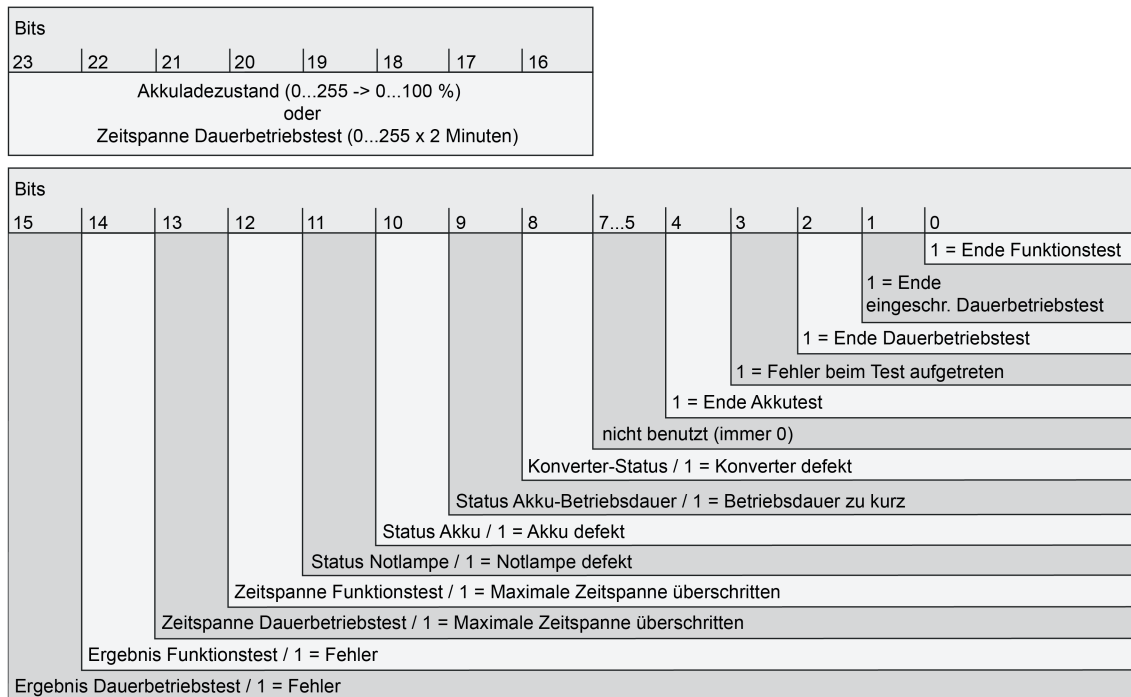 Bits
23 22 21 20 19 18 17 16
Akkuladezustand (0...255 -> 0...100 %)
oder
Zeitspanne Dauerbetriebstest (0...255 x 2 Minuten)
Bits
15 14 13 12 11 10 9 8 7...5 4 3 2 1 0
1 = Ende Funktionstest
1 = Ende
eingeschr. Dauerbetriebstest
1 = Ende Dauerbetriebstest
1 = Fehler beim Test aufgetreten
1 = Ende Akkutest
nicht benutzt (immer 0)
Konverter-Status / 1 = Konverter defekt
Status Akku-Betriebsdauer / 1 = Betriebsdauer zu kurz
Status Akku / 1 = Akku defekt
Status Notlampe / 1 = Notlampe defekt
Zeitspanne Funktionstest / 1 = Maximale Zeitspanne überschritten
Zeitspanne Dauerbetriebstest / 1 = Maximale Zeitspanne überschritten
Ergebnis Funktionstest / 1 = Fehler
Ergebnis Dauerbetriebstest / 1 = Fehler